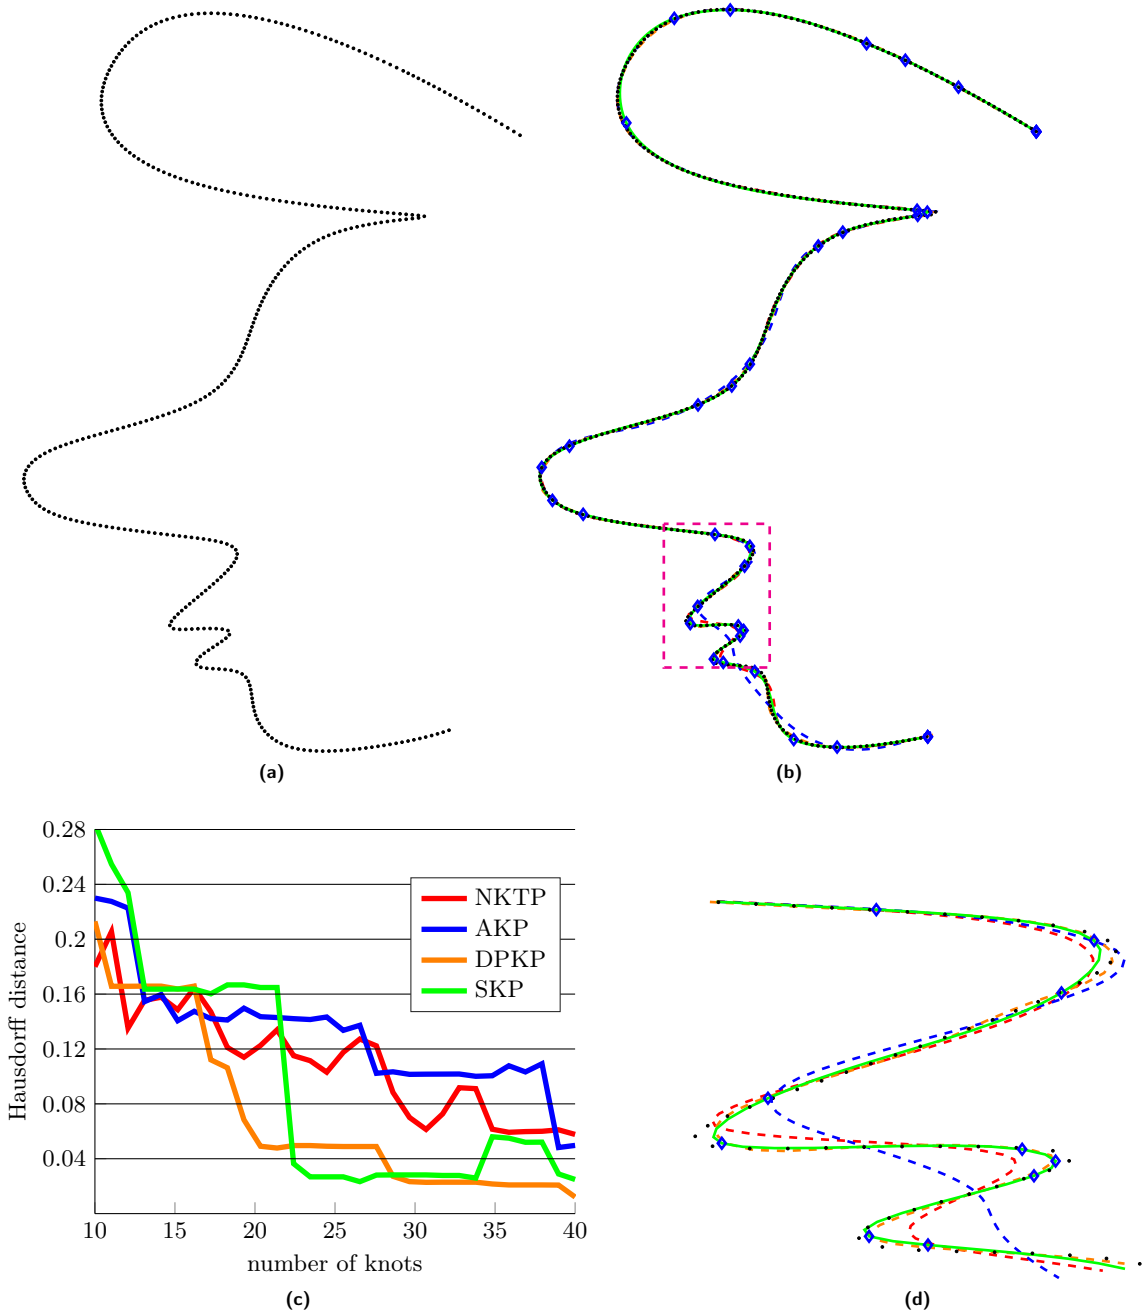 (a)
(b)
0.28
0.24
0.2
0.16
0.12
0.08
0.04
Hausdorff distance
NKTP
AKP
DPKP
SKP
10
15
20
25
30
35
40
number of knots
(c)
(d)